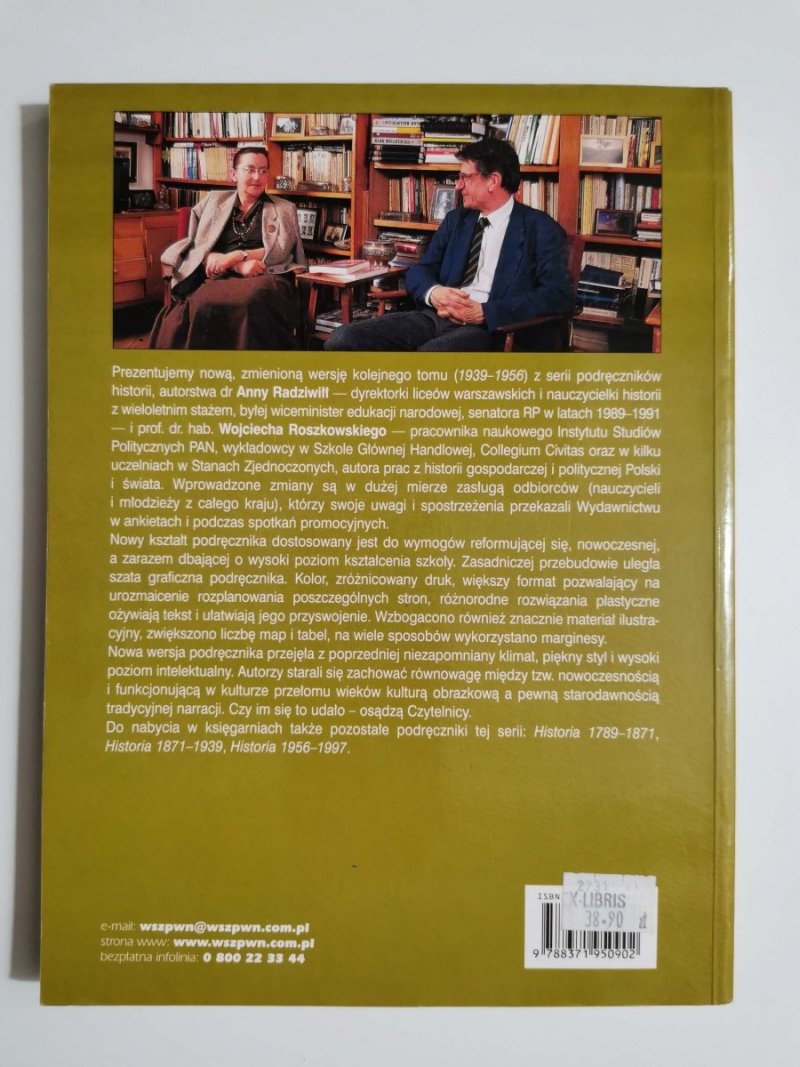 Prezentujemy nową, zmienioną wersję kolejnego tomu (1939–1956) z serii podręczników
historii, autorstwa dr Anny Radziwiłł — dyrektorki liceów warszawskich i nauczycielki historii
z wieloletnim stażem, byłej wiceminister edukacji narodowej, senatora RP w latach 1989–1991
— i prof. dr. hab. Wojciecha Roszkowskiego — pracownika naukowego Instytutu Studiów
Politycznych PAN, wykładowcy w Szkole Głównej Handlowej, Collegium Civitas oraz w kilku
uczelniach w Stanach Zjednoczonych, autora prac z historii gospodarczej i politycznej Polski
i świata. Wprowadzone zmiany są w dużej mierze zasługą odbiorców (nauczycieli
i młodzieży z całego kraju), którzy swoje uwagi i spostrzeżenia przekazali Wydawnictwu
w ankietach i podczas spotkań promocyjnych.
Nowy kształt podręcznika dostosowany jest do wymogów reformującej się, nowoczesnej,
a zarazem dbającej o wysoki poziom kształcenia szkoły. Zasadniczej przebudowie uległa
szata graficzna podręcznika. Kolor, zróżnicowany druk, większy format pozwalający na
urozmaicenie rozplanowania poszczególnych stron, różnorodne rozwiązania plastyczne
ożywiają tekst i ułatwiają jego przyswojenie. Wzbogacono również znacznie materiał ilustra-
cyjny, zwiększono liczbę map i tabel, na wiele sposobów wykorzystano marginesy.
Nowa wersja podręcznika przejęła z poprzedniej niezapomniany klimat, piękny styl i wysoki
poziom intelektualny. Autorzy starali się zachować równowagę między tzw. nowoczesnością
i funkcjonującą w kulturze przełomu wieków kulturą obrazkową a pewną starodawnością
tradycyjnej narracji. Czy im się to udało – osądzą Czytelnicy.
Do nabycia w księgarniach także pozostałe podręczniki tej serii: Historia 1789–1871,
Historia 1871–1939, Historia 1956–1997.
e-mail: wszpwn@wszpwn.com.pl
strona www: www.wszpwn.com.pl
bezpłatna infolinia: 0 800 22 33 44
ISBN
2231
X-LIBRIS
38.90 zł
9 788371 950902